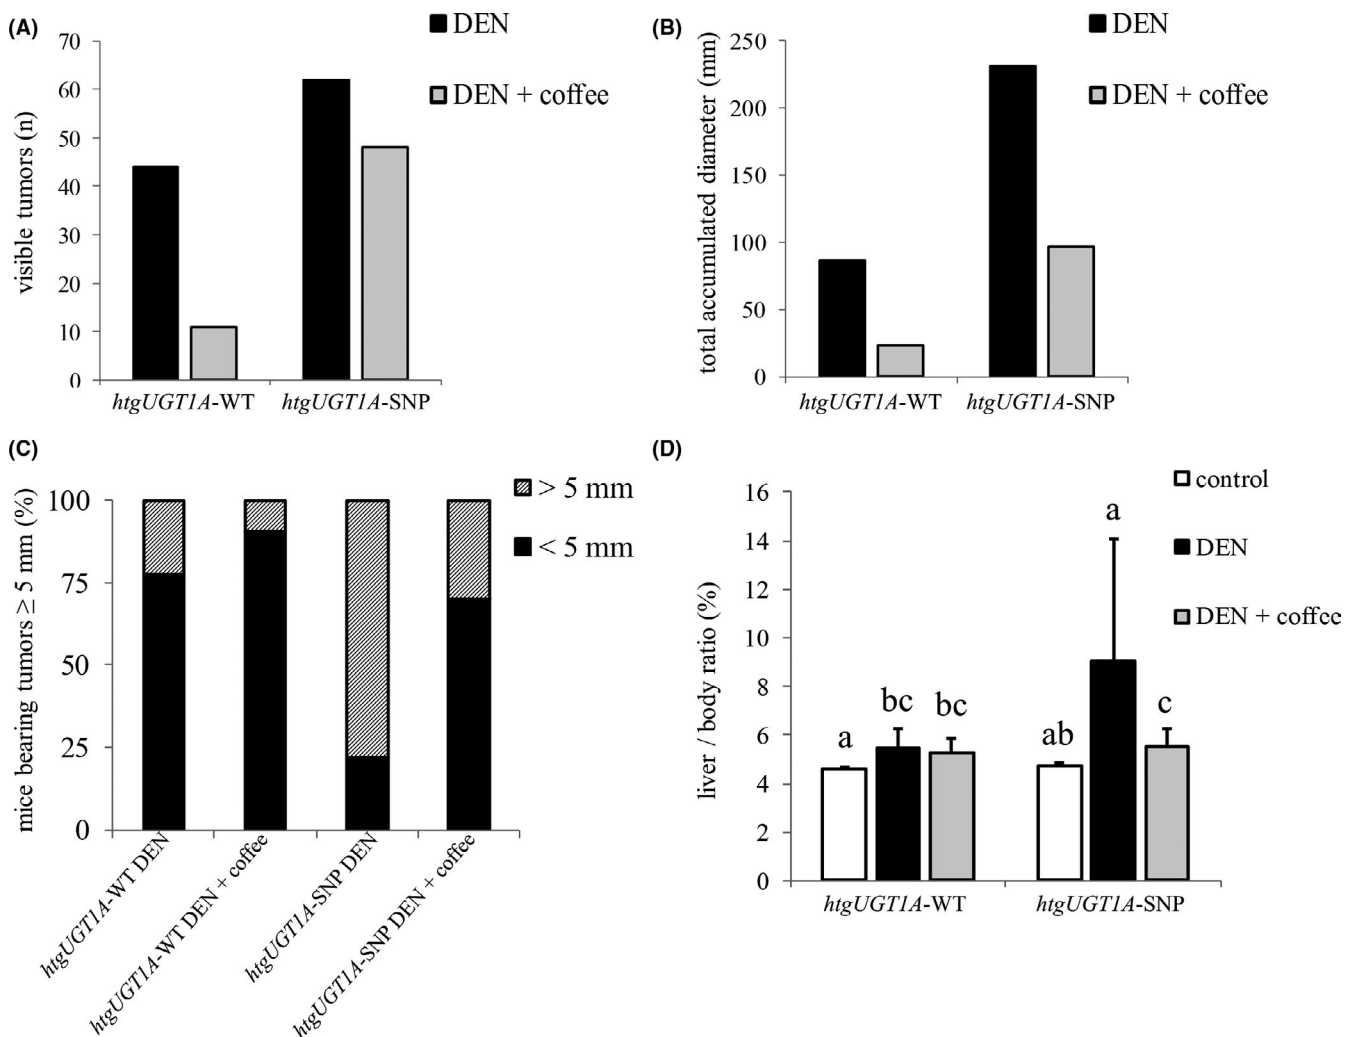 (A)
DEN
DEN + coffee
visible tumors (n)
70
60
50
40
30
20
10
0
htgUGT1A-WT
htgUGT1A-SNP
(B)
DEN
DEN + coffee
total accumulated diameter (mm)
250
200
150
100
50
0
htgUGT1A-WT
htgUGT1A-SNP
(C)
> 5 mm
< 5 mm
mice bearing tumors ≥ 5 mm (%)
100
75
50
25
0
htgUGT1A-WT DEN
htgUGT1A-WT DEN + coffee
htgUGT1A-SNP DEN
htgUGT1A-SNP DEN + coffee
(D)
control
DEN
DEN + coffee
liver / body ratio (%)
16
14
12
10
8
6
4
2
0
a
bc
bc
ab
a
c
htgUGT1A-WT
htgUGT1A-SNP